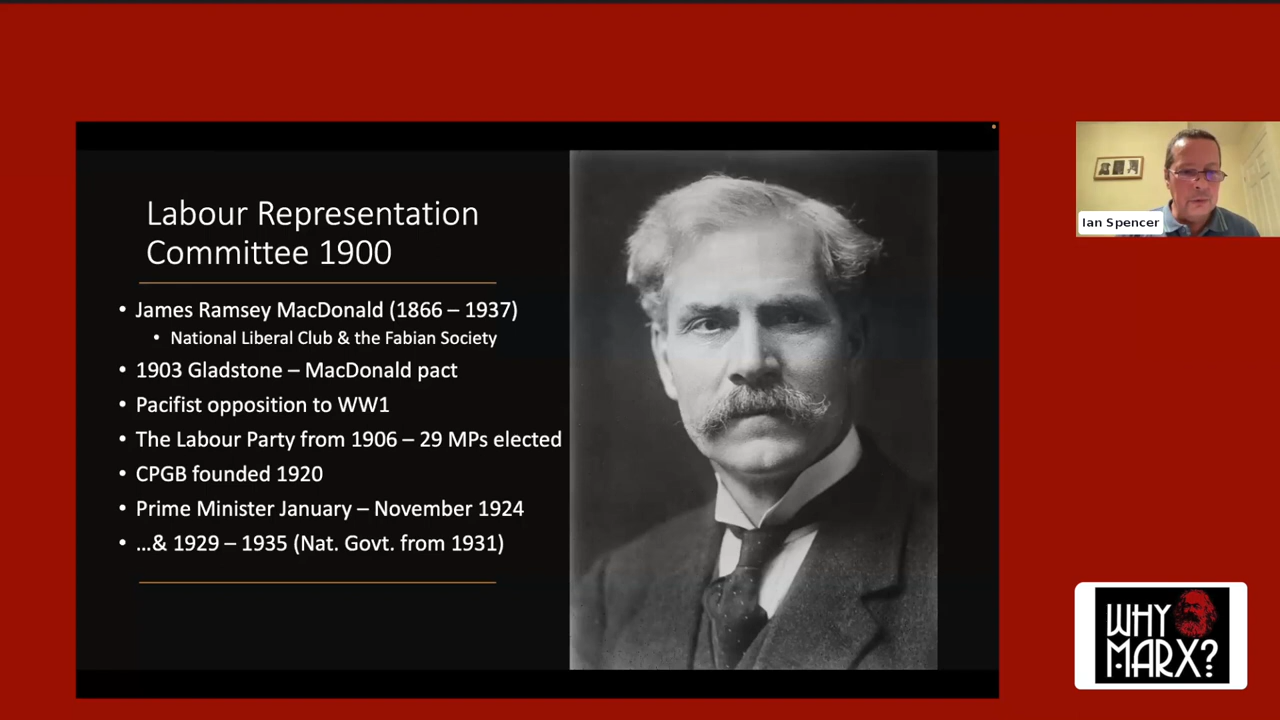 Labour Representation
Committee 1900
• James Ramsey MacDonald (1866 – 1937)
• National Liberal Club & the Fabian Society
• 1903 Gladstone – MacDonald pact
• Pacifist opposition to WW1
• The Labour Party from 1906 – 29 MPs elected
• CPGB founded 1920
• Prime Minister January – November 1924
• ...& 1929 – 1935 (Nat. Govt. from 1931)
Ian Spencer
WHY
MARX?